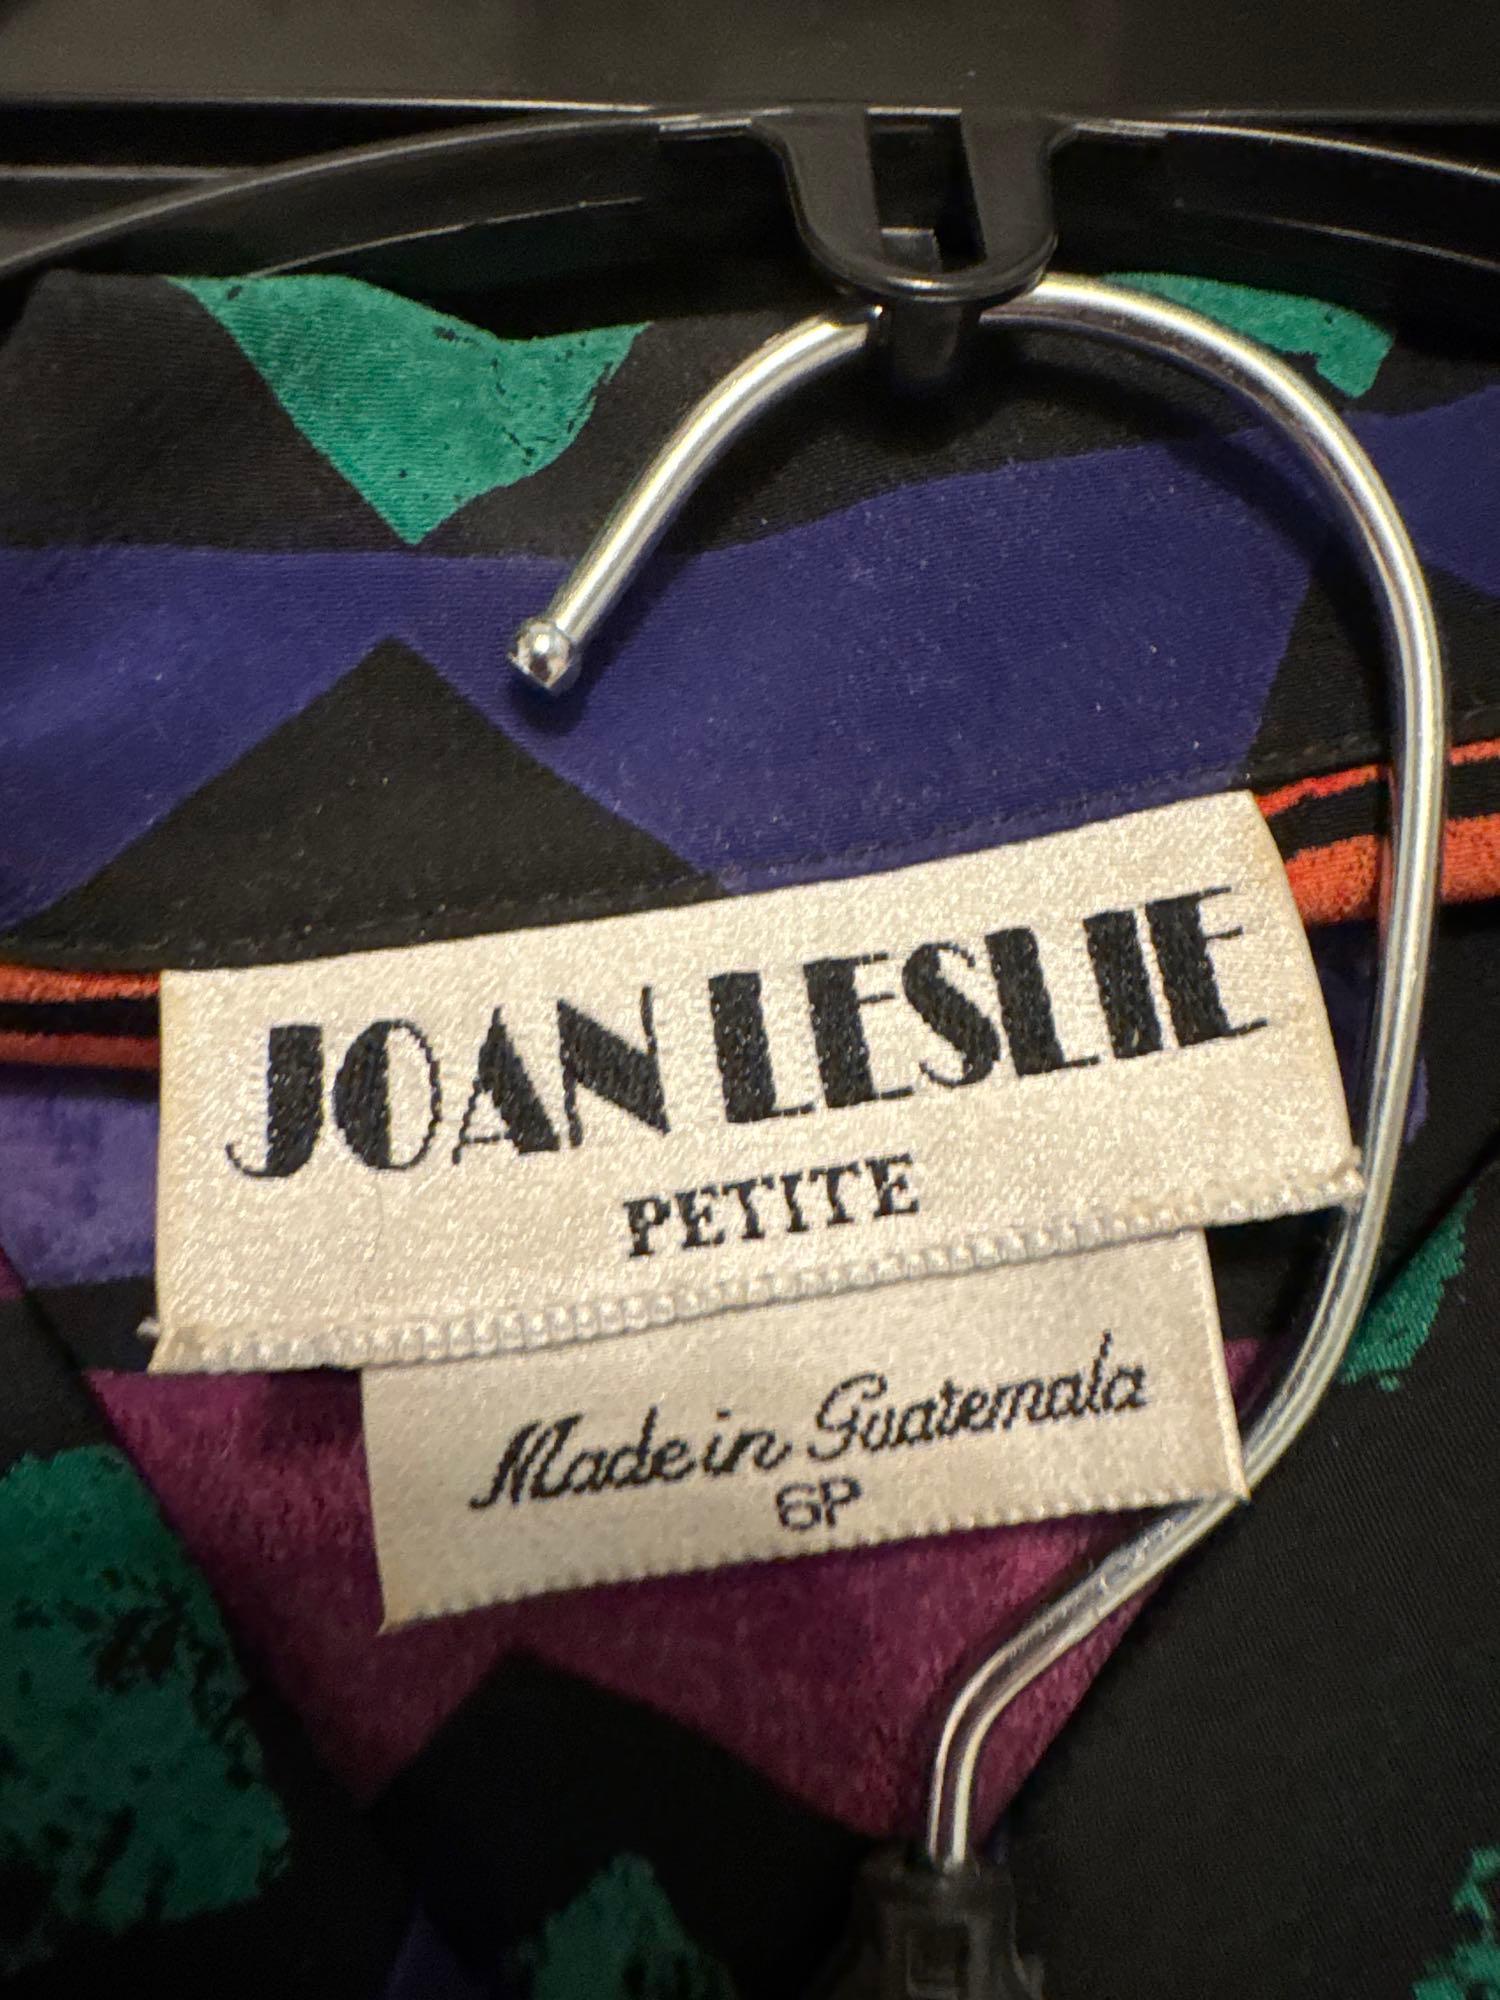 JOAN LESLIE
PETITE
Made in Guatemala
6P